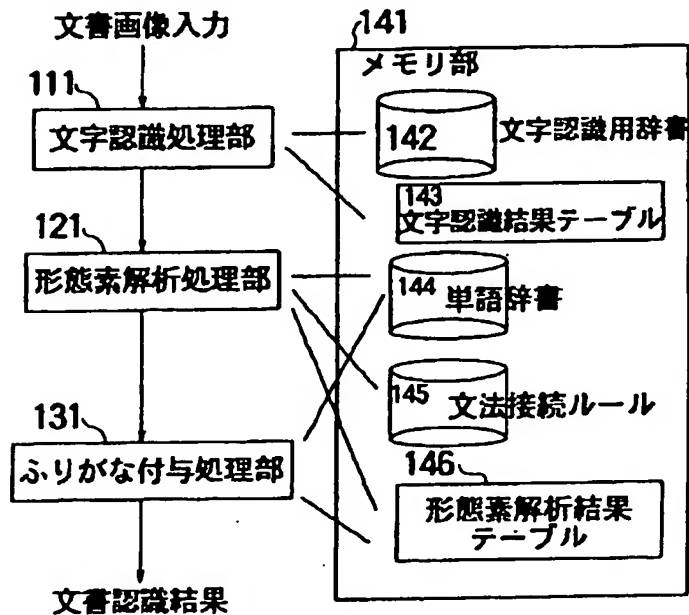 文書画像入力
111
文字認識処理部
121
形態素解析処理部
131
ふりがな付与処理部
文書認識結果
141
メモリ部
142
文字認識用辞書
143
文字認識結果テーブル
144
単語辞書
145
文法接続ルール
146
形態素解析結果
テーブル